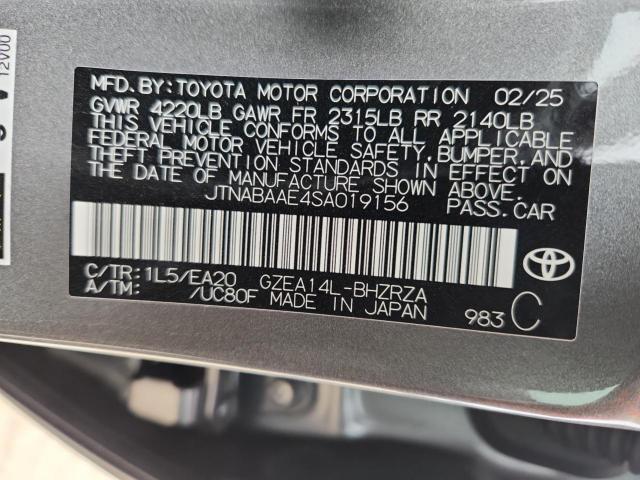 MFD. BY: TOYOTA MOTOR CORPORATION 02/25
GVWR 4220LB GAWR FR 2315LB RR 2140LB
THIS VEHICLE CONFORMS TO ALL APPLICABLE
FEDERAL MOTOR VEHICLE SAFETY, BUMPER, AND
THEFT PREVENTION STANDARDS IN EFFECT ON
THE DATE OF MANUFACTURE SHOWN ABOVE.
JTNABAAE4SA019156 PASS. CAR
C/TR: 1L5/EA20 GZEA14L-BHZRZA
A/TM: /UC80F MADE IN JAPAN
983 C
TOYOTA
12V00